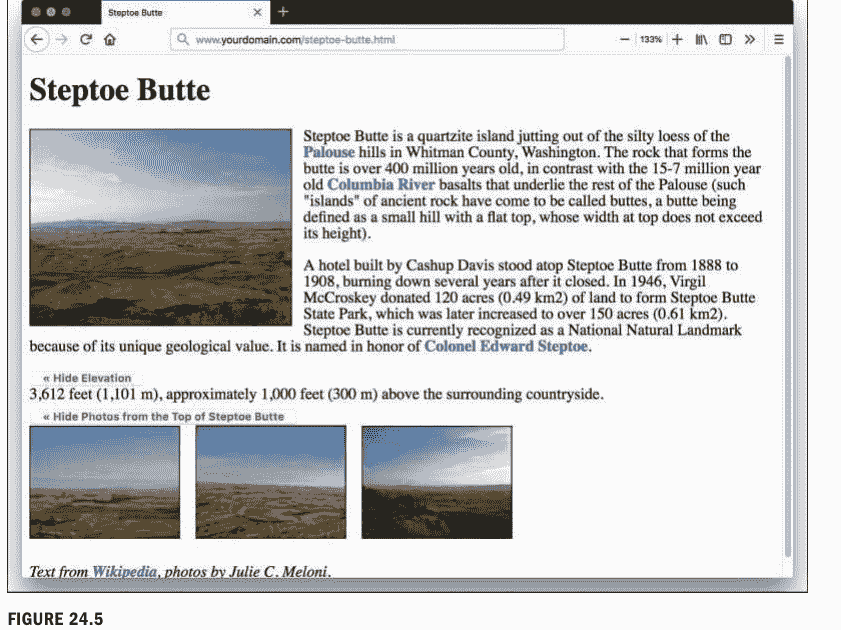 Steptoe Butte
www.yourdomain.com/steptoe-butte.html
133%
Steptoe Butte
Steptoe Butte is a quartzite island jutting out of the silty loess of the
Palouse hills in Whitman County, Washington. The rock that forms the
butte is over 400 million years old, in contrast with the 15-7 million year
old Columbia River basalts that underlie the rest of the Palouse (such
"islands" of ancient rock have come to be called buttes, a butte being
defined as a small hill with a flat top, whose width at top does not exceed
its height).
A hotel built by Cashup Davis stood atop Steptoe Butte from 1888 to
1908, burning down several years after it closed. In 1946, Virgil
McCroskey donated 120 acres (0.49 km2) of land to form Steptoe Butte
State Park, which was later increased to over 150 acres (0.61 km2).
Steptoe Butte is currently recognized as a National Natural Landmark
because of its unique geological value. It is named in honor of Colonel Edward Steptoe.
« Hide Elevation
3,612 feet (1,101 m), approximately 1,000 feet (300 m) above the surrounding countryside.
« Hide Photos from the Top of Steptoe Butte
Text from Wikipedia, photos by Julie C. Meloni.
FIGURE 24.5